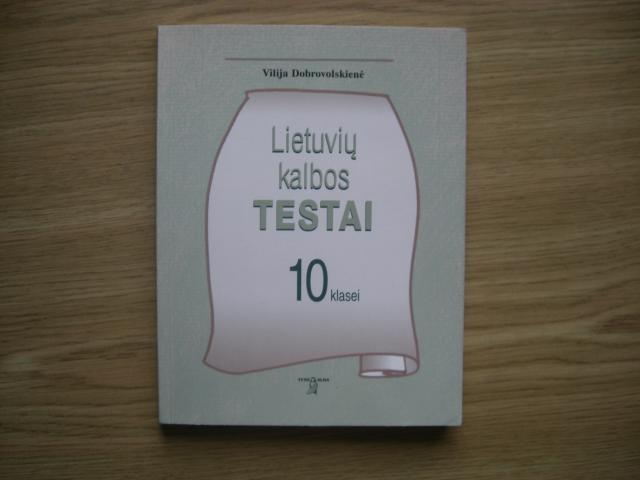 Vilija Dobrovolskienė
Lietuvių
kalbos
TESTAI
10 klasei